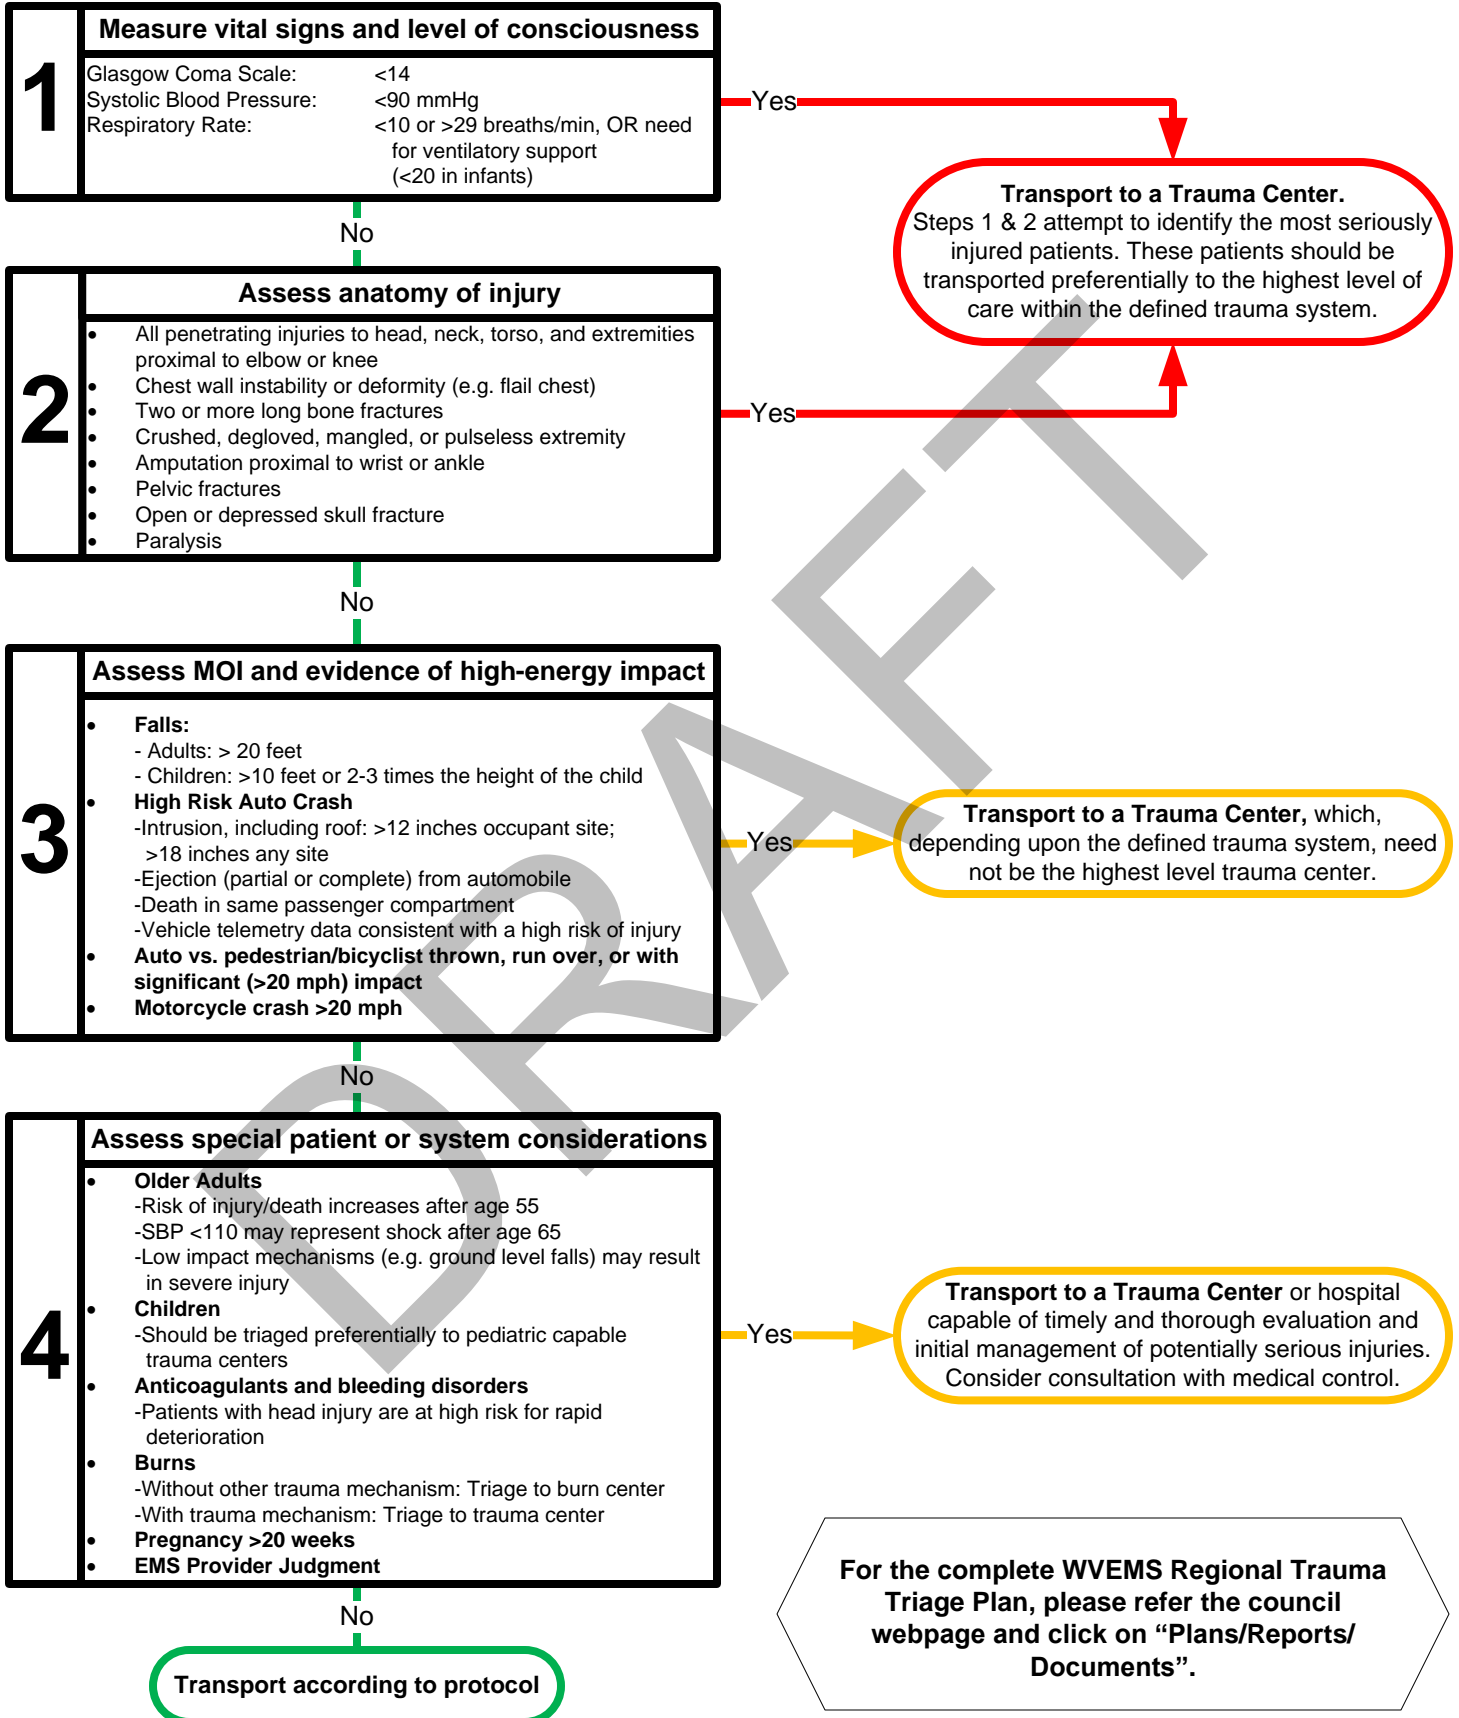 1
Measure vital signs and level of consciousness
Glasgow Coma Scale: <14
Systolic Blood Pressure: <90 mmHg
Respiratory Rate: <10 or >29 breaths/min, OR need
for ventilatory support
(<20 in infants)
Yes
Transport to a Trauma Center.
Steps 1 & 2 attempt to identify the most seriously
injured patients. These patients should be
transported preferentially to the highest level of
care within the defined trauma system.
No
2
Assess anatomy of injury
• All penetrating injuries to head, neck, torso, and extremities
proximal to elbow or knee
• Chest wall instability or deformity (e.g. flail chest)
• Two or more long bone fractures
• Crushed, degloved, mangled, or pulseless extremity
• Amputation proximal to wrist or ankle
• Pelvic fractures
• Open or depressed skull fracture
• Paralysis
Yes
No
3
Assess MOI and evidence of high-energy impact
• Falls:
- Adults: > 20 feet
- Children: >10 feet or 2-3 times the height of the child
• High Risk Auto Crash
-Intrusion, including roof: >12 inches occupant site;
>18 inches any site
-Ejection (partial or complete) from automobile
-Death in same passenger compartment
-Vehicle telemetry data consistent with a high risk of injury
• Auto vs. pedestrian/bicyclist thrown, run over, or with
significant (>20 mph) impact
• Motorcycle crash >20 mph
Yes
Transport to a Trauma Center, which,
depending upon the defined trauma system, need
not be the highest level trauma center.
No
4
Assess special patient or system considerations
• Older Adults
-Risk of injury/death increases after age 55
-SBP <110 may represent shock after age 65
-Low impact mechanisms (e.g. ground level falls) may result
in severe injury
• Children
-Should be triaged preferentially to pediatric capable
trauma centers
• Anticoagulants and bleeding disorders
-Patients with head injury are at high risk for rapid
deterioration
• Burns
-Without other trauma mechanism: Triage to burn center
-With trauma mechanism: Triage to trauma center
• Pregnancy >20 weeks
• EMS Provider Judgment
Yes
Transport to a Trauma Center or hospital
capable of timely and thorough evaluation and
initial management of potentially serious injuries.
Consider consultation with medical control.
No
Transport according to protocol
For the complete WVEMS Regional Trauma
Triage Plan, please refer the council
webpage and click on “Plans/Reports/
Documents”.
DRAFT